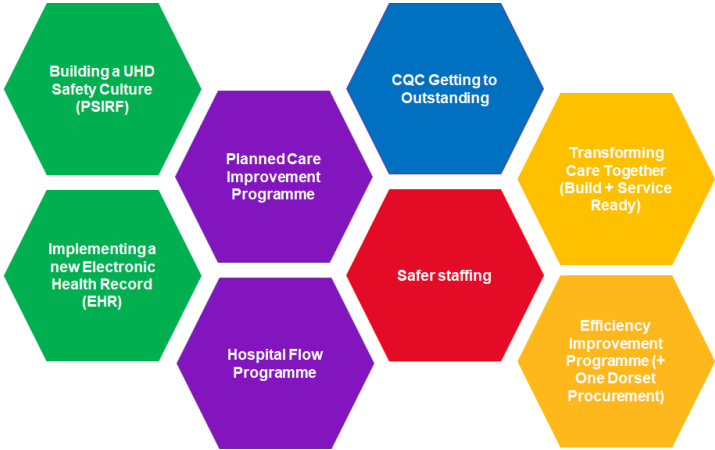 Building a UHD
Safety Culture
(PSIRF)
CQC Getting to
Outstanding
Planned Care
Improvement
Programme
Transforming
Care Together
(Build + Service
Ready)
Implementing a
new Electronic
Health Record
(EHR)
Safer staffing
Hospital Flow
Programme
Efficiency
Improvement
Programme (+
One Dorset
Procurement)